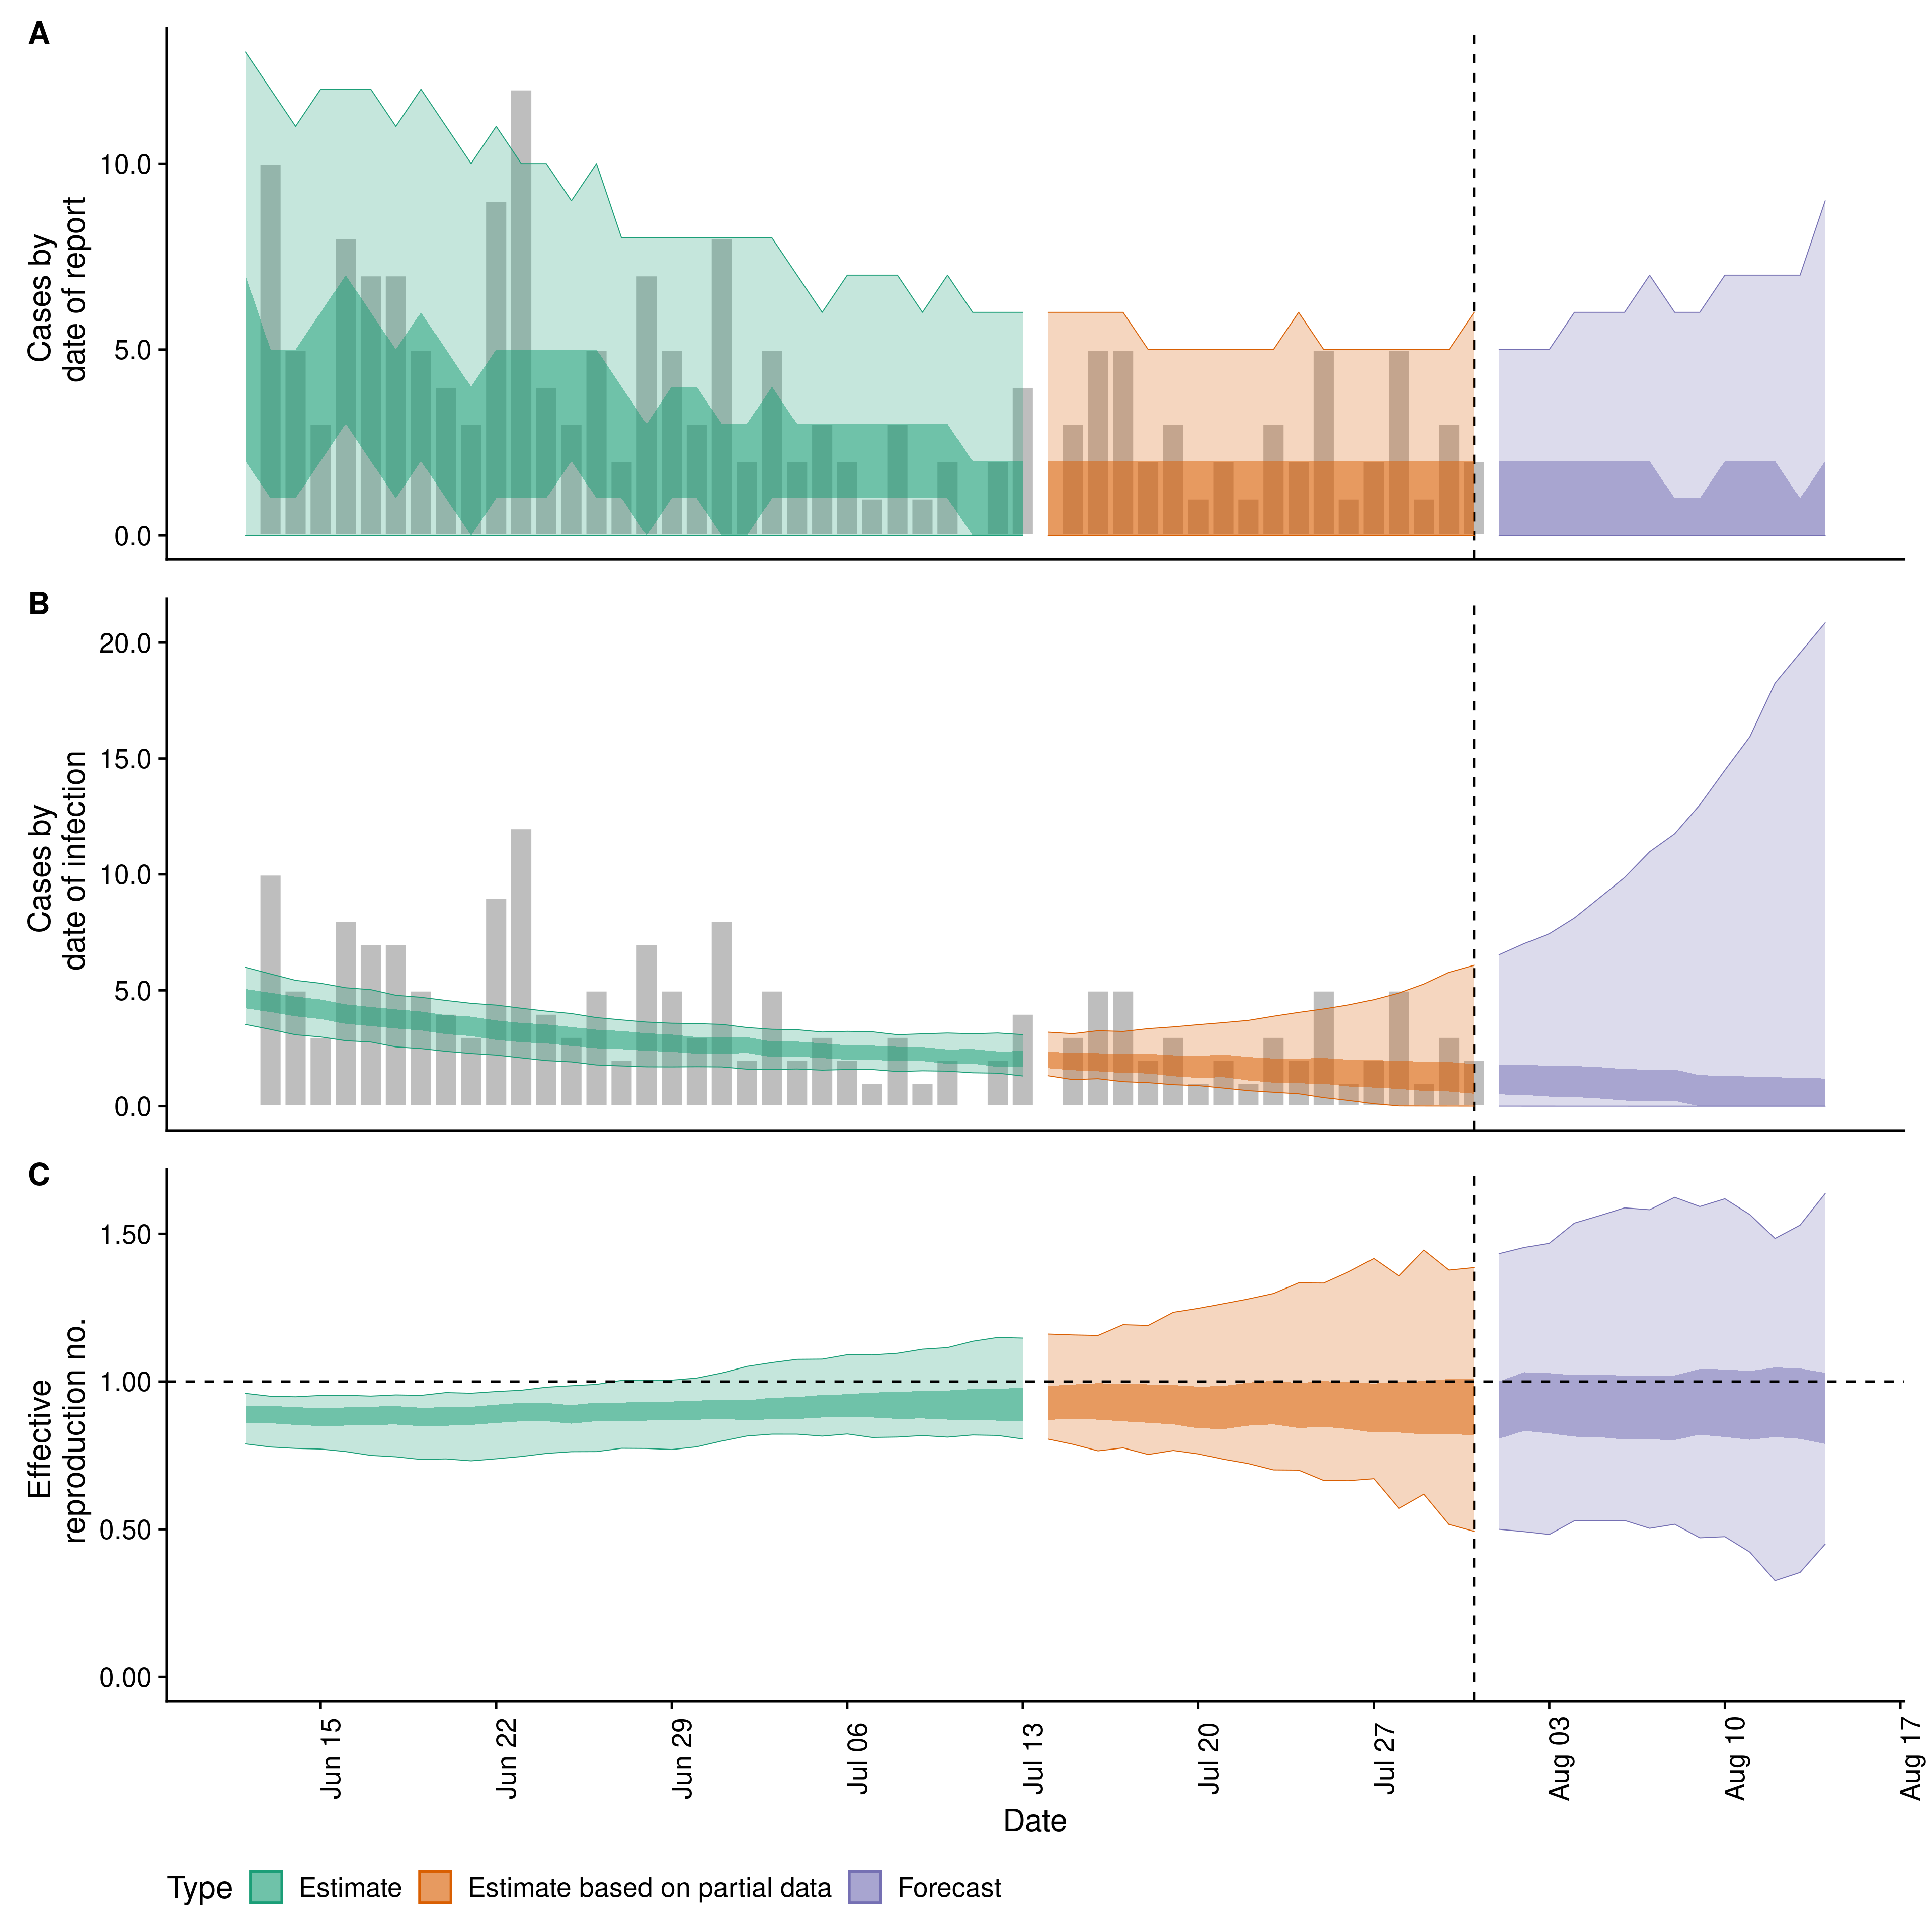 A
Cases by
date of report
10.0
5.0
0.0
B
Cases by
date of infection
20.0
15.0
10.0
5.0
0.0
C
Effective
reproduction no.
1.50
1.00
0.50
0.00
Jun 15
Jun 22
Jun 29
Jul 06
Jul 13
Jul 20
Jul 27
Aug 03
Aug 10
Aug 17
Date
Type Estimate Estimate based on partial data Forecast